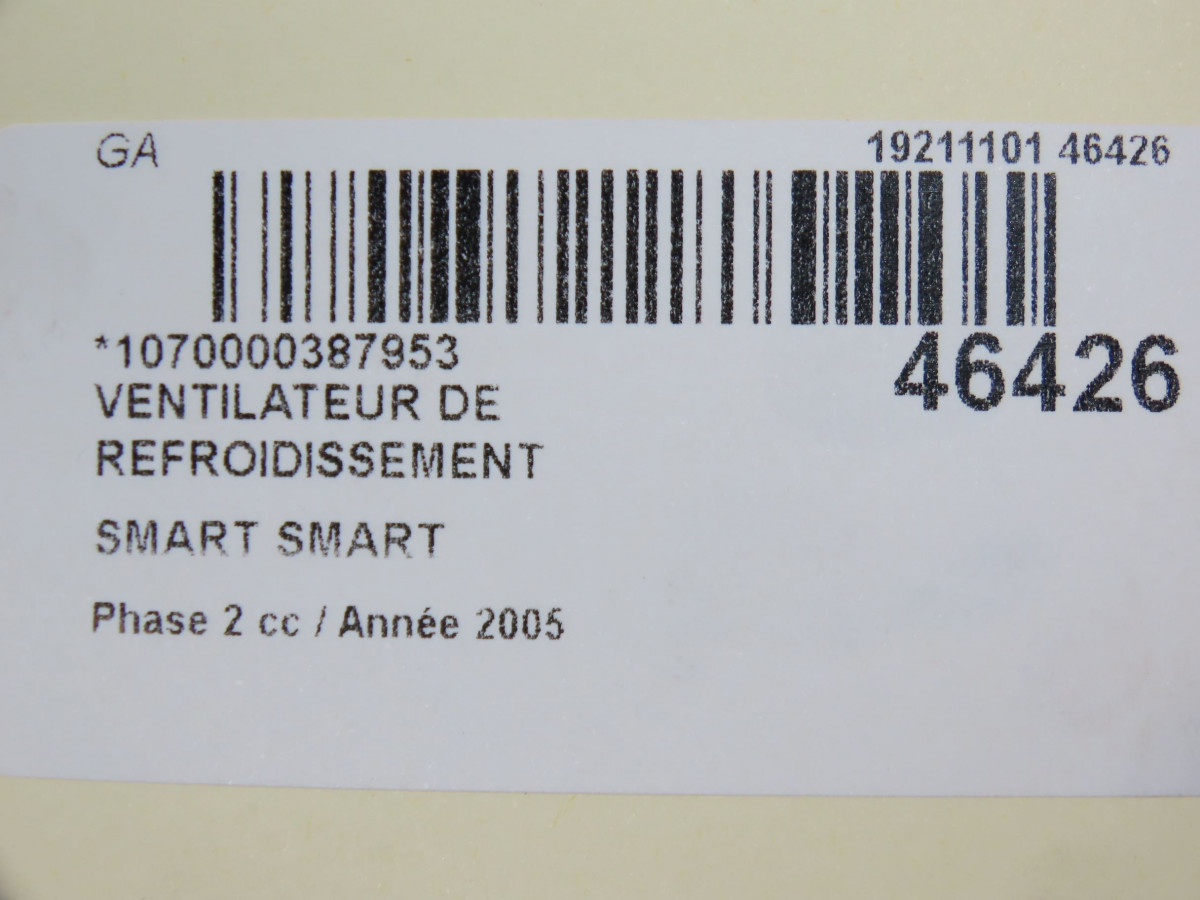 GA
19211101 46426
*1070000387953
46426
VENTILATEUR DE
REFROIDISSEMENT
SMART SMART
Phase 2 cc / Année 2005